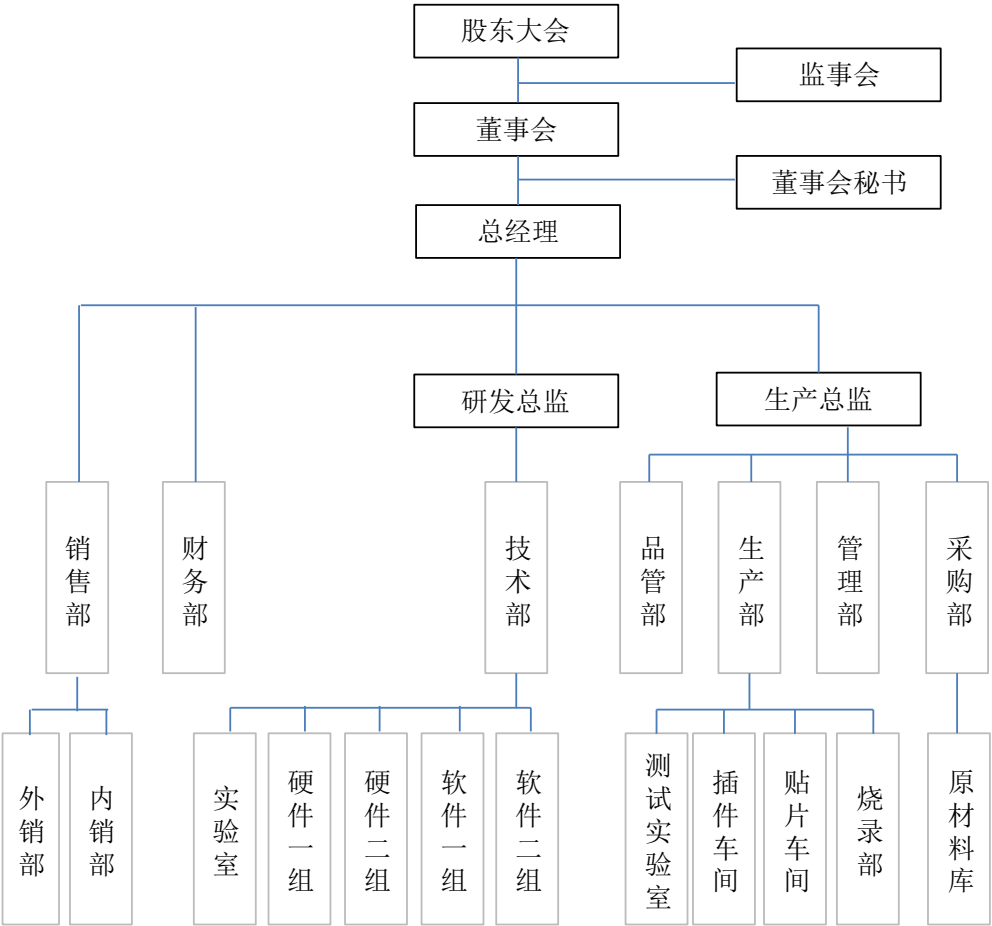 股东大会
监事会
董事会
董事会秘书
总经理
研发总监
生产总监
销售部
财务部
技术部
品管部
生产部
管理部
采购部
外销部
内销部
实验室
硬件一组
硬件二组
软件一组
软件二组
测试实验室
插件车间
贴片车间
烧录部
原材料库